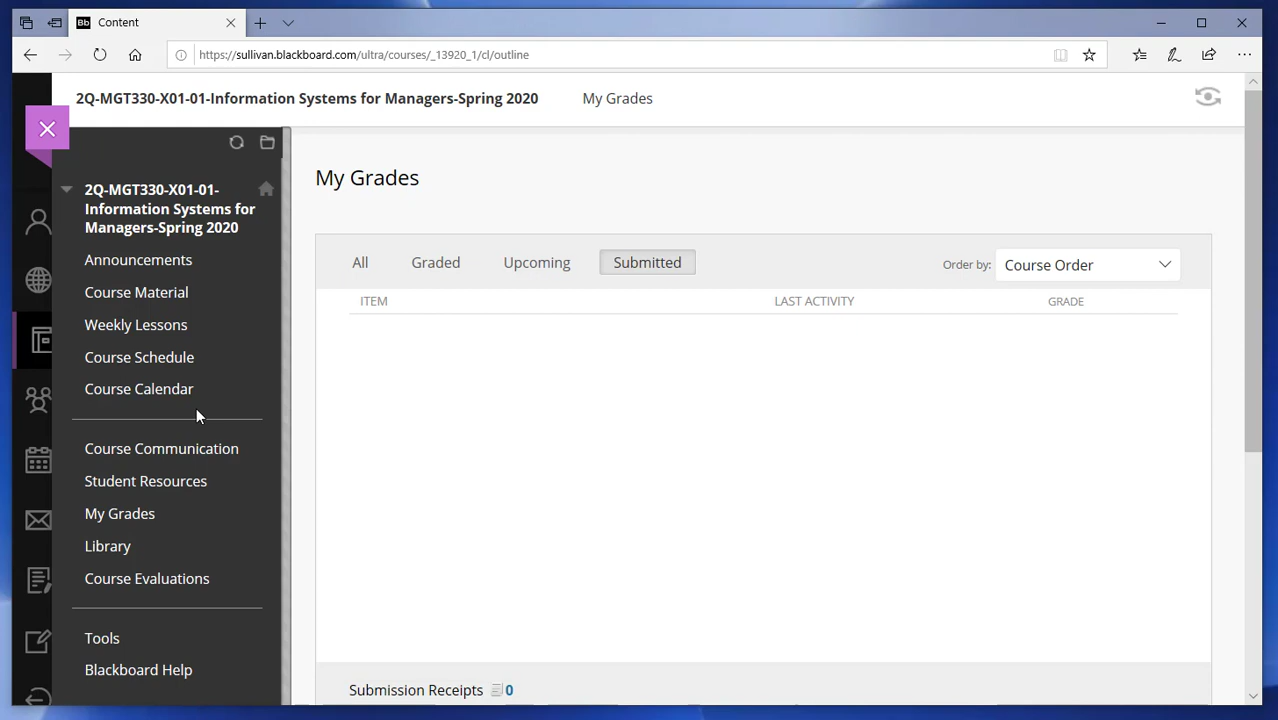 Bb Content
https://sullivan.blackboard.com/ultra/courses/_13920_1/cl/outline
2Q-MGT330-X01-01-Information Systems for Managers-Spring 2020 My Grades
2Q-MGT330-X01-01-
Information Systems for
Managers-Spring 2020
Announcements
Course Material
Weekly Lessons
Course Schedule
Course Calendar
Course Communication
Student Resources
My Grades
Library
Course Evaluations
Tools
Blackboard Help
My Grades
All Graded Upcoming Submitted Order by: Course Order
ITEM LAST ACTIVITY GRADE
Submission Receipts 0